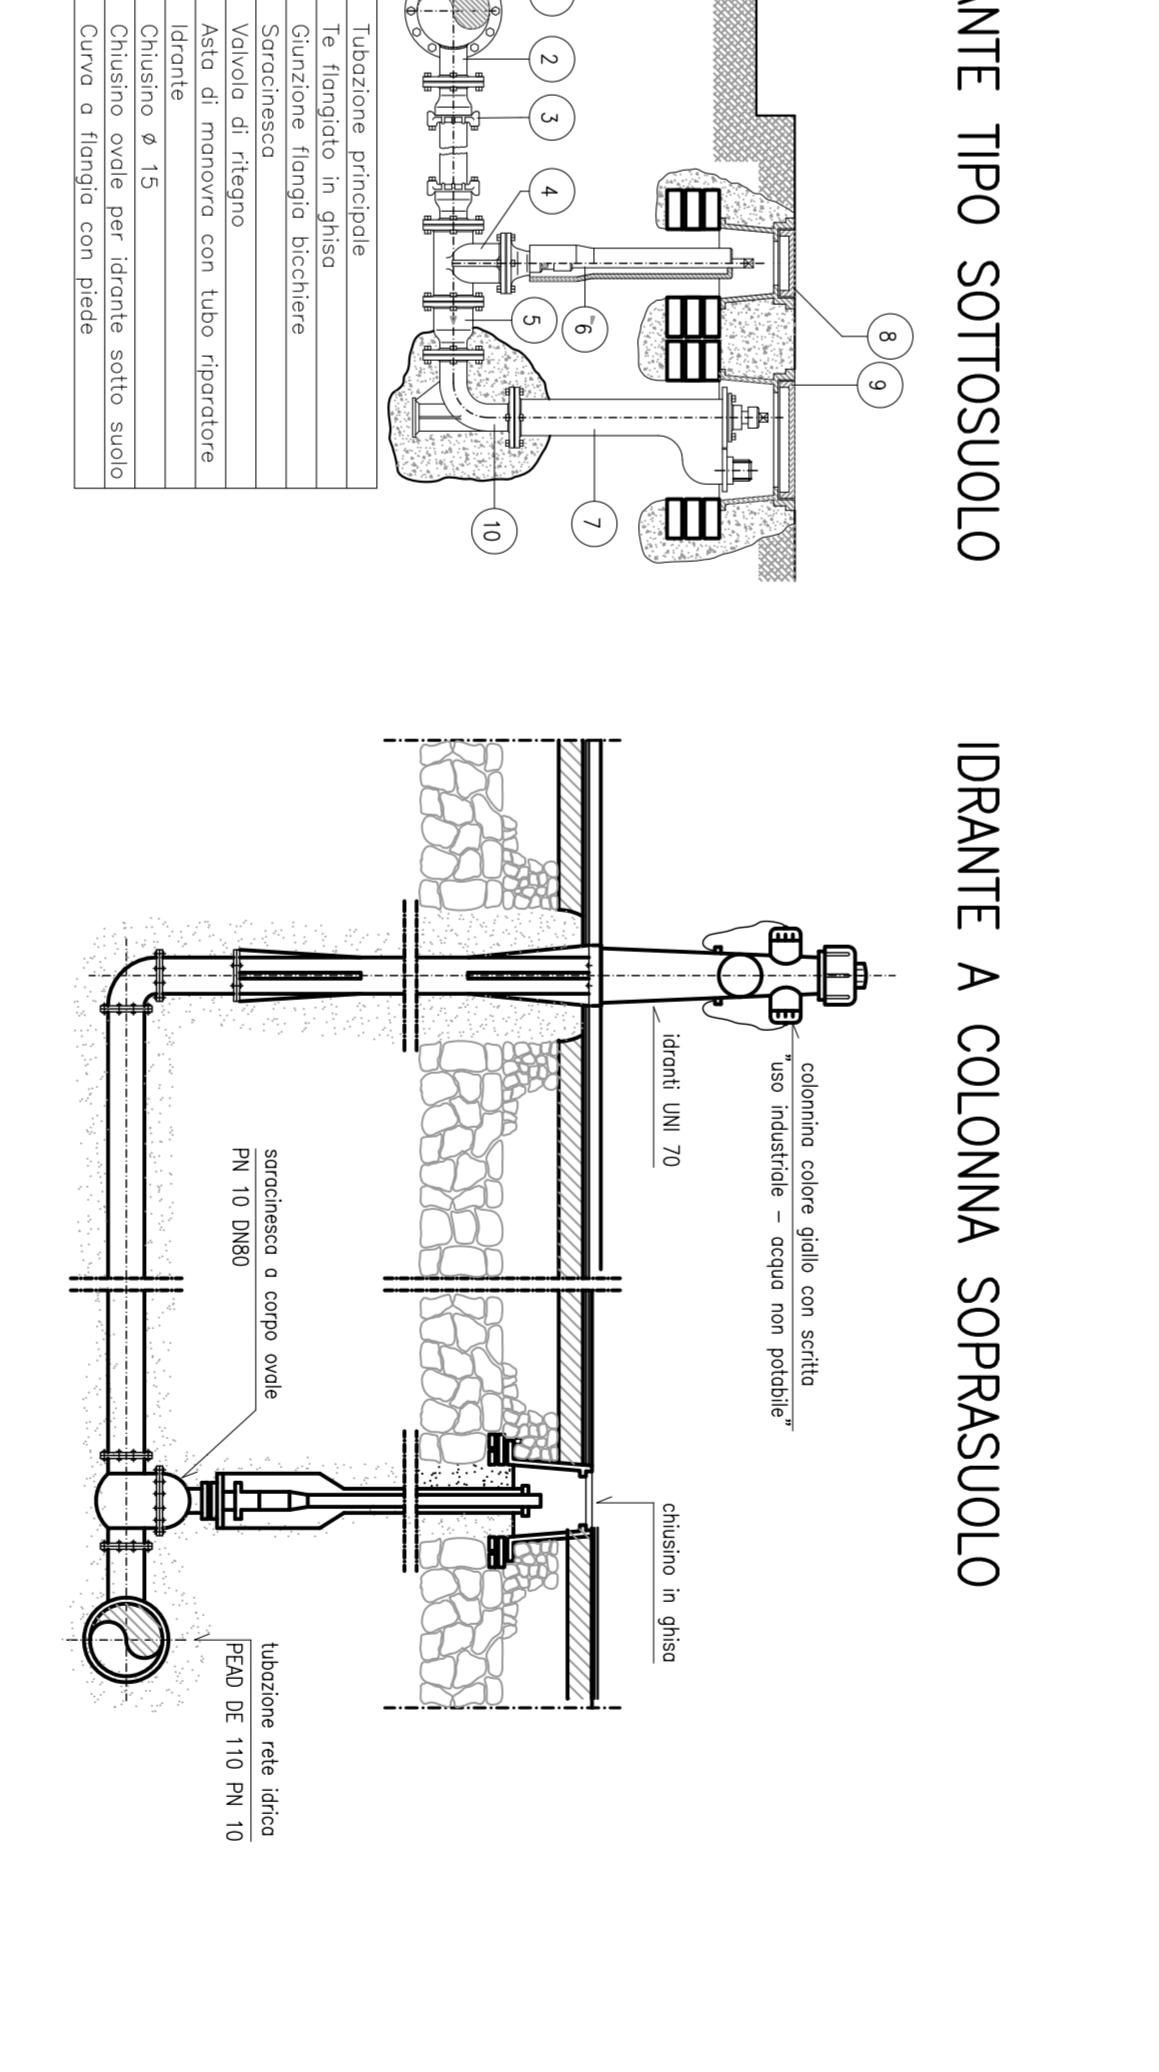 ANTE TIPO SOTTOSUOLO
2
3
4
5
6
7
8
9
10
Tubazione principale
Te flangiato in ghisa
Giunzione flangia bicchiere
Saracinesca
Valvola di ritegno
Asta di manovra con tubo riparatore
Idrante
Chiusino ø 15
Chiusino ovale per idrante sotto suolo
Curva a flangia con piede
IDRANTE A COLONNA SOPRASUOLO
colonnina colore giallo con scritta
"uso industriale – acqua non potabile"
idranti UNI 70
chiusino in ghisa
saracinesca a corpo ovale
PN 10 DN80
tubazione rete idrica
PEAD DE 110 PN 10